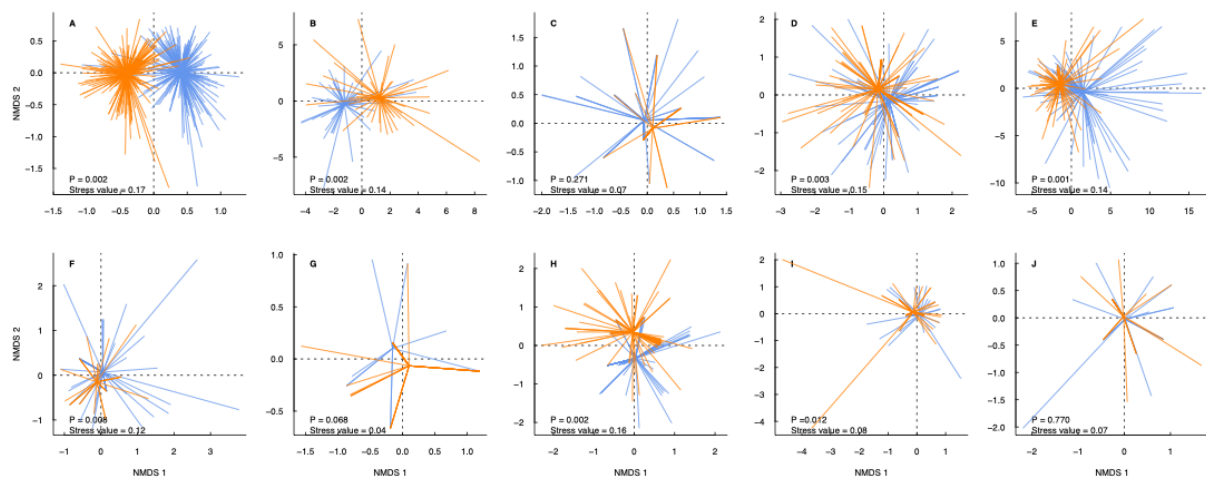 A
B
C
D
E
NMDS 2
0.5
0.0
−0.5
−1.0
−1.5
P = 0.002
Stress value = 0.17
−1.5 −1.0 −0.5 0.0 0.5 1.0
5
0
−5
P = 0.002
Stress value = 0.14
−4 −2 0 2 4 6 8
1.5
1.0
0.5
0.0
−0.5
−1.0
P = 0.271
Stress value = 0.07
−2.0 −1.5 −1.0 −0.5 0.0 0.5 1.0 1.5
2
1
0
−1
−2
P = 0.003
Stress value = 0.15
−3 −2 −1 0 1 2
5
0
−5
−10
P = 0.001
Stress value = 0.14
−5 0 5 10 15
F
G
H
I
J
NMDS 2
2
1
0
−1
P = 0.008
Stress value = 0.12
−1 0 1 2 3
NMDS 1
1.0
0.5
0.0
−0.5
P = 0.068
Stress value = 0.04
−1.5 −1.0 −0.5 0.0 0.5 1.0
NMDS 1
2
1
0
−1
−2
P = 0.002
Stress value = 0.16
−2 −1 0 1 2
NMDS 1
2
1
0
−1
−2
−3
−4
P =0.012
Stress value = 0.08
−4 −3 −2 −1 0 1
NMDS 1
1.0
0.5
0.0
−0.5
−1.0
−1.5
−2.0
P = 0.770
Stress value = 0.07
−2 −1 0 1
NMDS 1